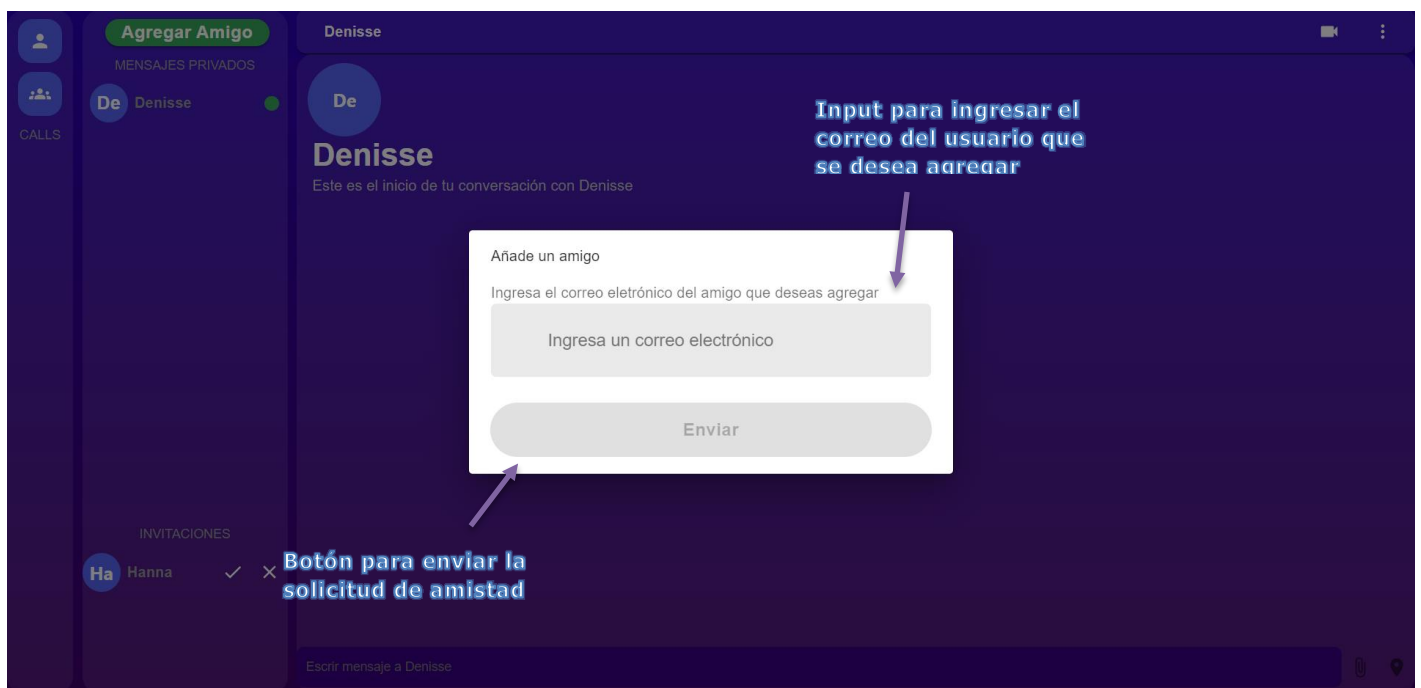 Agregar Amigo
MENSAJES PRIVADOS
De Denisse
CALLS
Denisse
De
Denisse
Este es el inicio de tu conversación con Denisse
Input para ingresar el
correo del usuario que
se desea agregar
Añade un amigo
Ingresa el correo eletrónico del amigo que deseas agregar
Ingresa un correo electrónico
Enviar
INVITACIONES
Ha Hanna
Botón para enviar la
solicitud de amistad
Escrir mensaje a Denisse